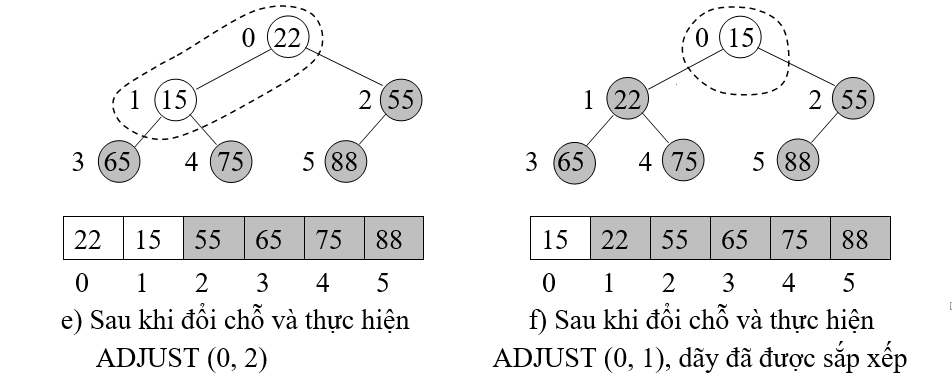 0 22
1 15
2 55
3 65
4 75
5 88
22 15 55 65 75 88
0 1 2 3 4 5
e) Sau khi đổi chỗ và thực hiện
ADJUST (0, 2)
0 15
1 22
2 55
3 65
4 75
5 88
15 22 55 65 75 88
0 1 2 3 4 5
f) Sau khi đổi chỗ và thực hiện
ADJUST (0, 1), dãy đã được sắp xếp